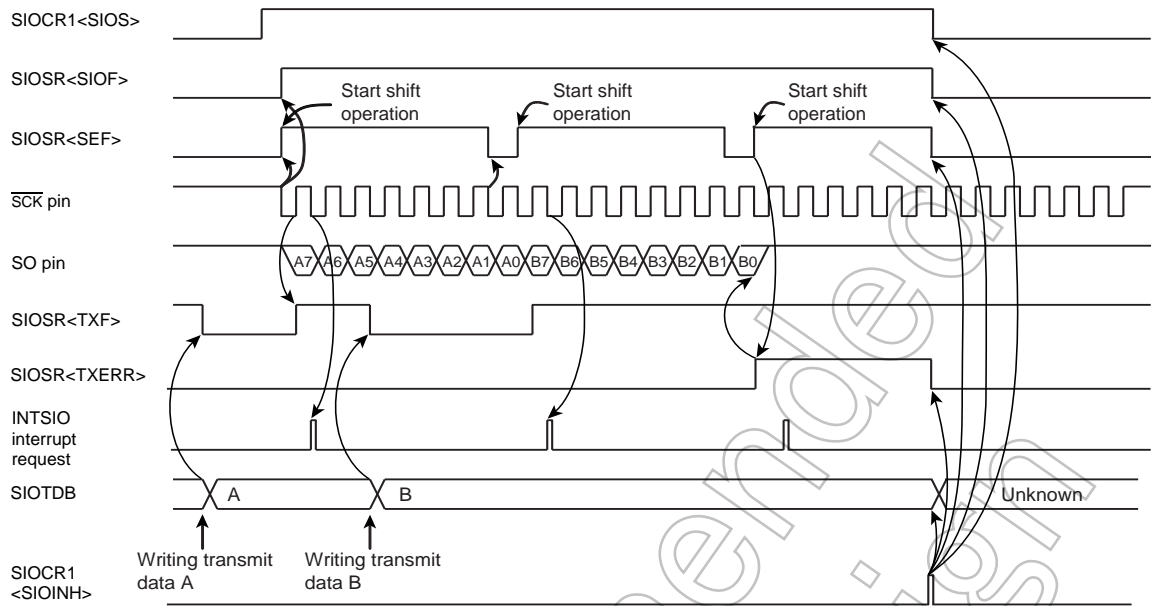 SIOCR1<SIOS>
SIOSR<SIOF>
Start shift
operation
Start shift
operation
Start shift
operation
SIOSR<SEF>
SCK pin
SO pin
A7 A6 A5 A4 A3 A2 A1 A0 B7 B6 B5 B4 B3 B2 B1 B0
SIOSR<TXF>
SIOSR<TXERR>
INTSIO
interrupt
request
SIOTDB
A
B
Unknown
Writing transmit
data A
Writing transmit
data B
SIOCR1
<SIOINH>